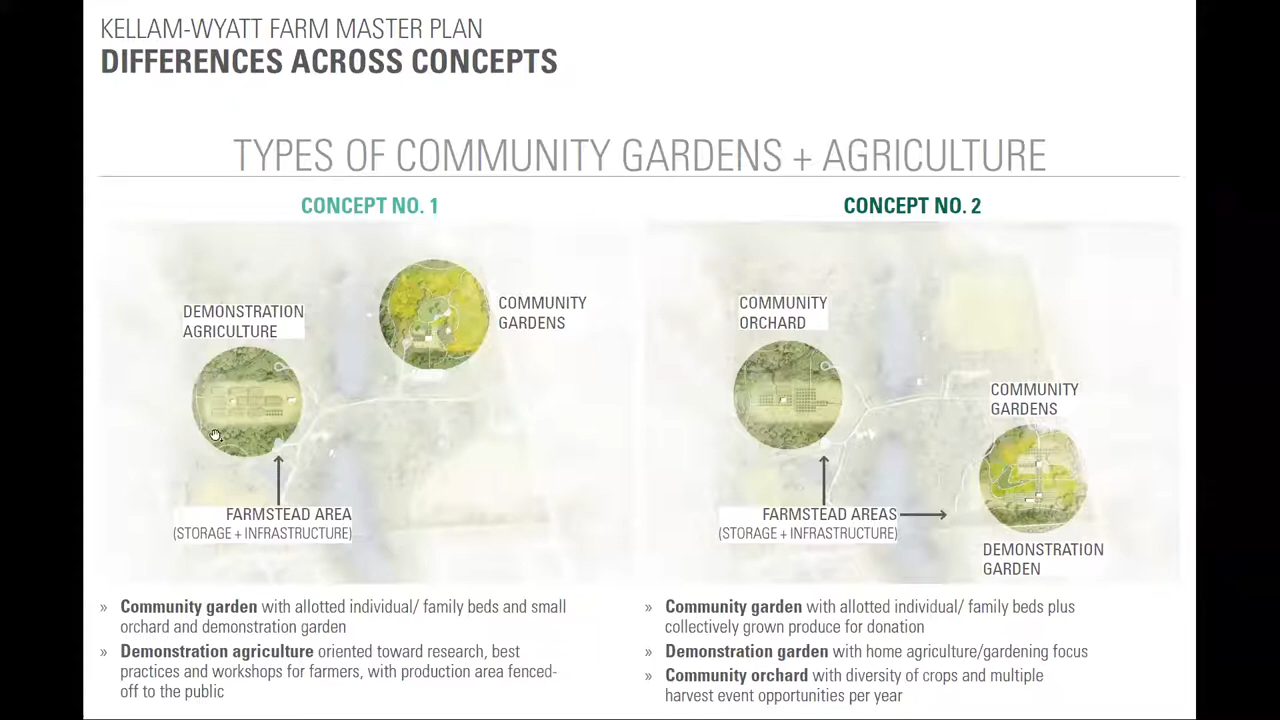 KELLAM-WYATT FARM MASTER PLAN
DIFFERENCES ACROSS CONCEPTS
TYPES OF COMMUNITY GARDENS + AGRICULTURE
CONCEPT NO. 1
DEMONSTRATION
AGRICULTURE
COMMUNITY
GARDENS
FARMSTEAD AREA
(STORAGE + INFRASTRUCTURE)
» Community garden with allotted individual/ family beds and small
orchard and demonstration garden
» Demonstration agriculture oriented toward research, best
practices and workshops for farmers, with production area fenced-
off to the public
CONCEPT NO. 2
COMMUNITY
ORCHARD
COMMUNITY
GARDENS
FARMSTEAD AREAS
(STORAGE + INFRASTRUCTURE)
DEMONSTRATION
GARDEN
» Community garden with allotted individual/ family beds plus
collectively grown produce for donation
» Demonstration garden with home agriculture/gardening focus
» Community orchard with diversity of crops and multiple
harvest event opportunities per year